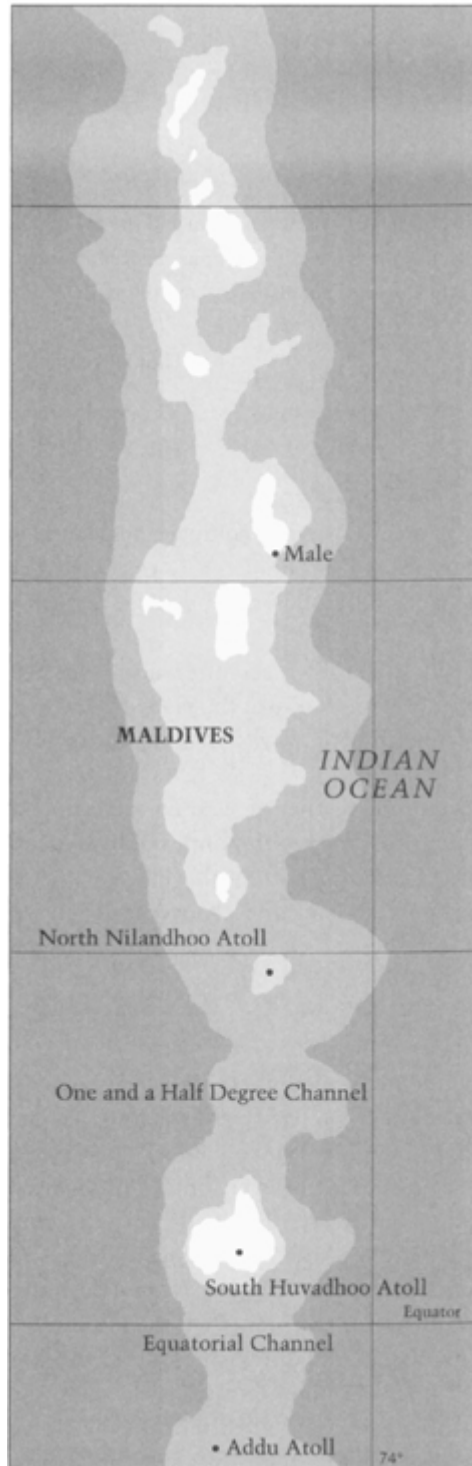 Male
MALDIVES
INDIAN
OCEAN
North Nilandhoo Atoll
One and a Half Degree Channel
South Huvadhoo Atoll
Equator
Equatorial Channel
Addu Atoll
74°